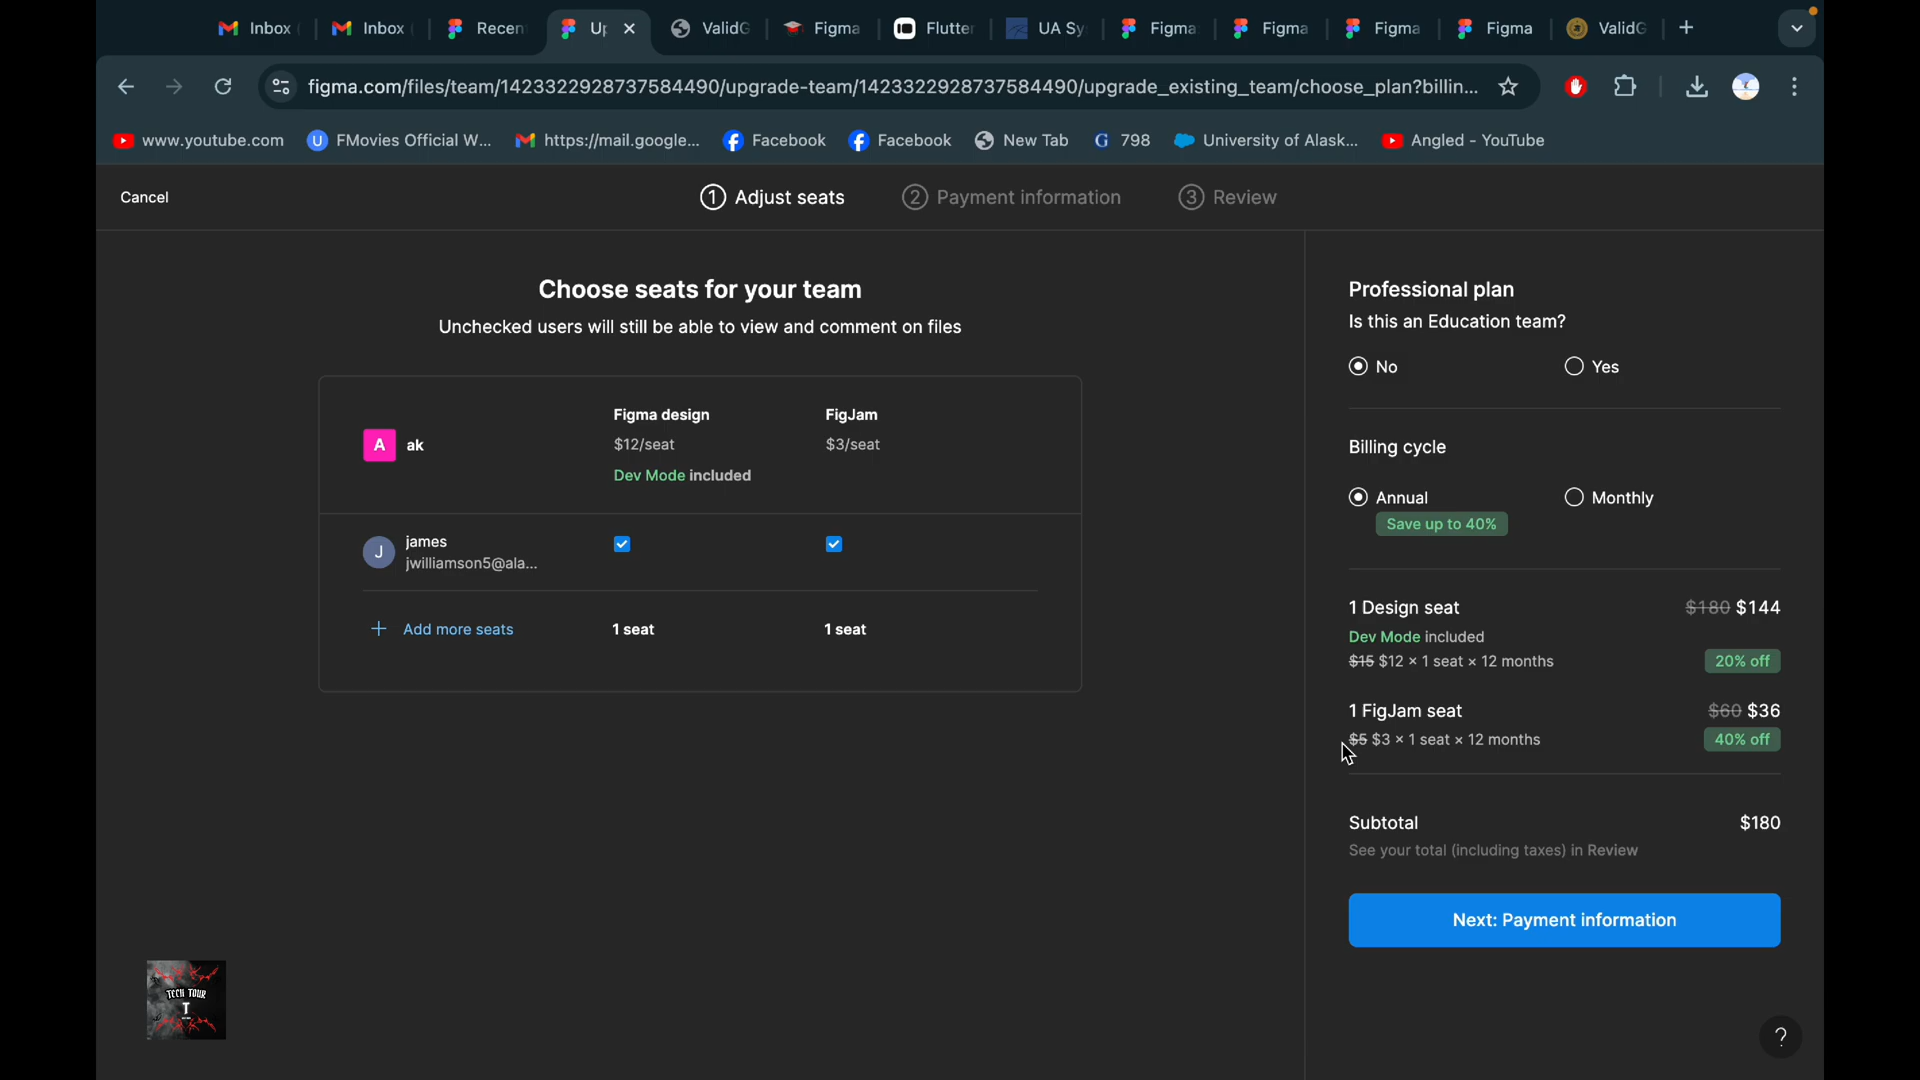 Inbox
Inbox
Recen
Up
ValidG
Figma
Flutter
UA Sy
Figma
Figma
Figma
Figma
ValidG
figma.com/files/team/1423322928737584490/upgrade-team/1423322928737584490/upgrade_existing_team/choose_plan?billin...
www.youtube.com
FMovies Official W...
https://mail.google...
Facebook
Facebook
New Tab
798
University of Alask...
Angled - YouTube
Cancel
1 Adjust seats
2 Payment information
3 Review
Choose seats for your team
Unchecked users will still be able to view and comment on files
A ak
Figma design
$12/seat
Dev Mode included
FigJam
$3/seat
J
james
jwilliamson5@ala...
+ Add more seats
1 seat
1 seat
Professional plan
Is this an Education team?
No
Yes
Billing cycle
Annual
Monthly
Save up to 40%
1 Design seat $180 $144
Dev Mode included
$15 $12 × 1 seat × 12 months 20% off
1 FigJam seat $60 $36
$5 $3 × 1 seat × 12 months 40% off
Subtotal $180
See your total (including taxes) in Review
Next: Payment information
TECH TOUR
T
?